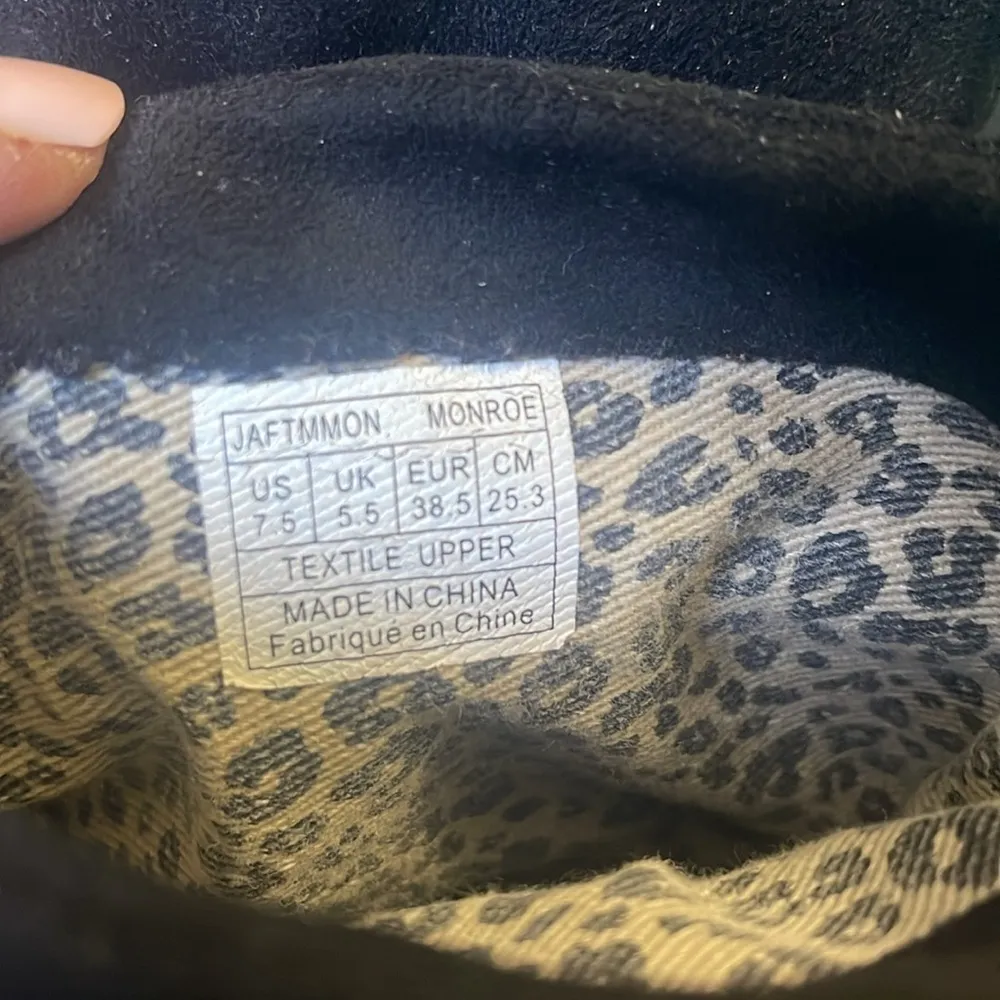 JAFTMMON MONROE
US UK EUR CM
7.5 5.5 38.5 25.3
TEXTILE UPPER
MADE IN CHINA
Fabriqué en Chine